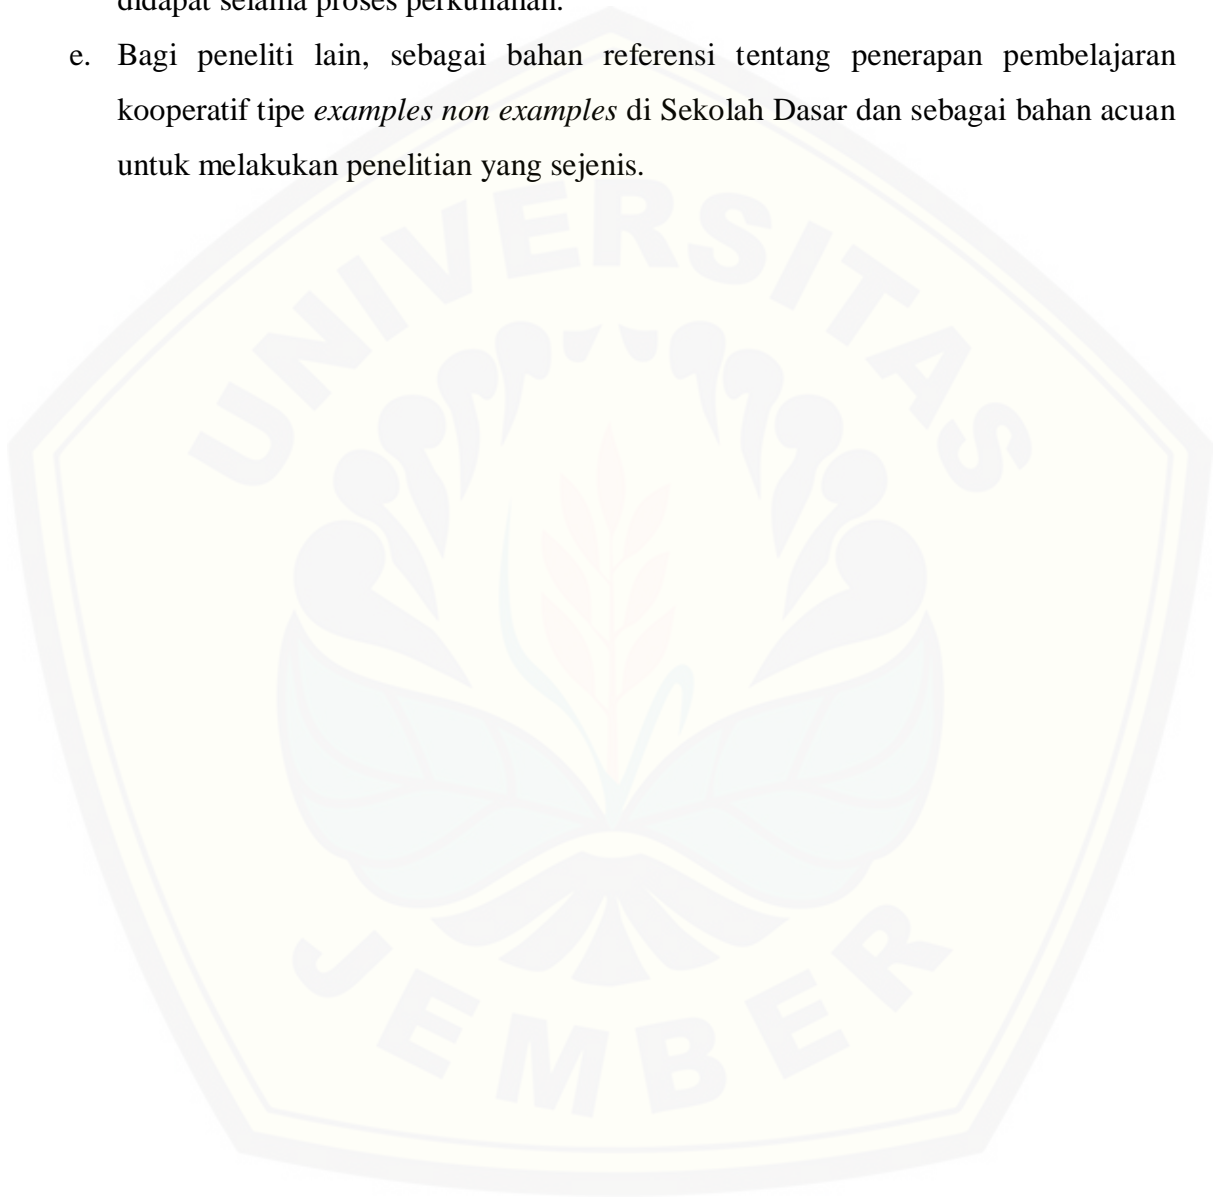 didapat selama proses perkuliahan.
e. Bagi peneliti lain, sebagai bahan referensi tentang penerapan pembelajaran
kooperatif tipe examples non examples di Sekolah Dasar dan sebagai bahan acuan
untuk melakukan penelitian yang sejenis.
UNIVERSITAS
JEMBER